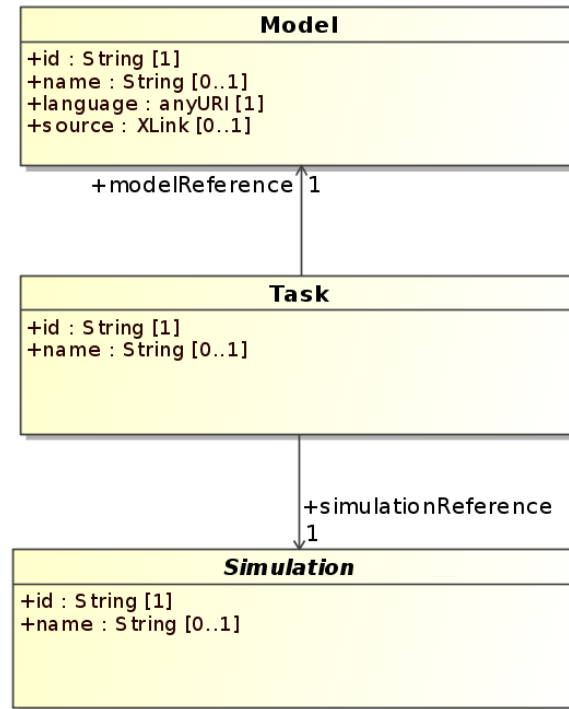 Model
+id : String [1]
+name : String [0..1]
+language : anyURI [1]
+source : XLink [0..1]
+modelReference 1
Task
+id : String [1]
+name : String [0..1]
+simulationReference
1
Simulation
+id : String [1]
+name : String [0..1]